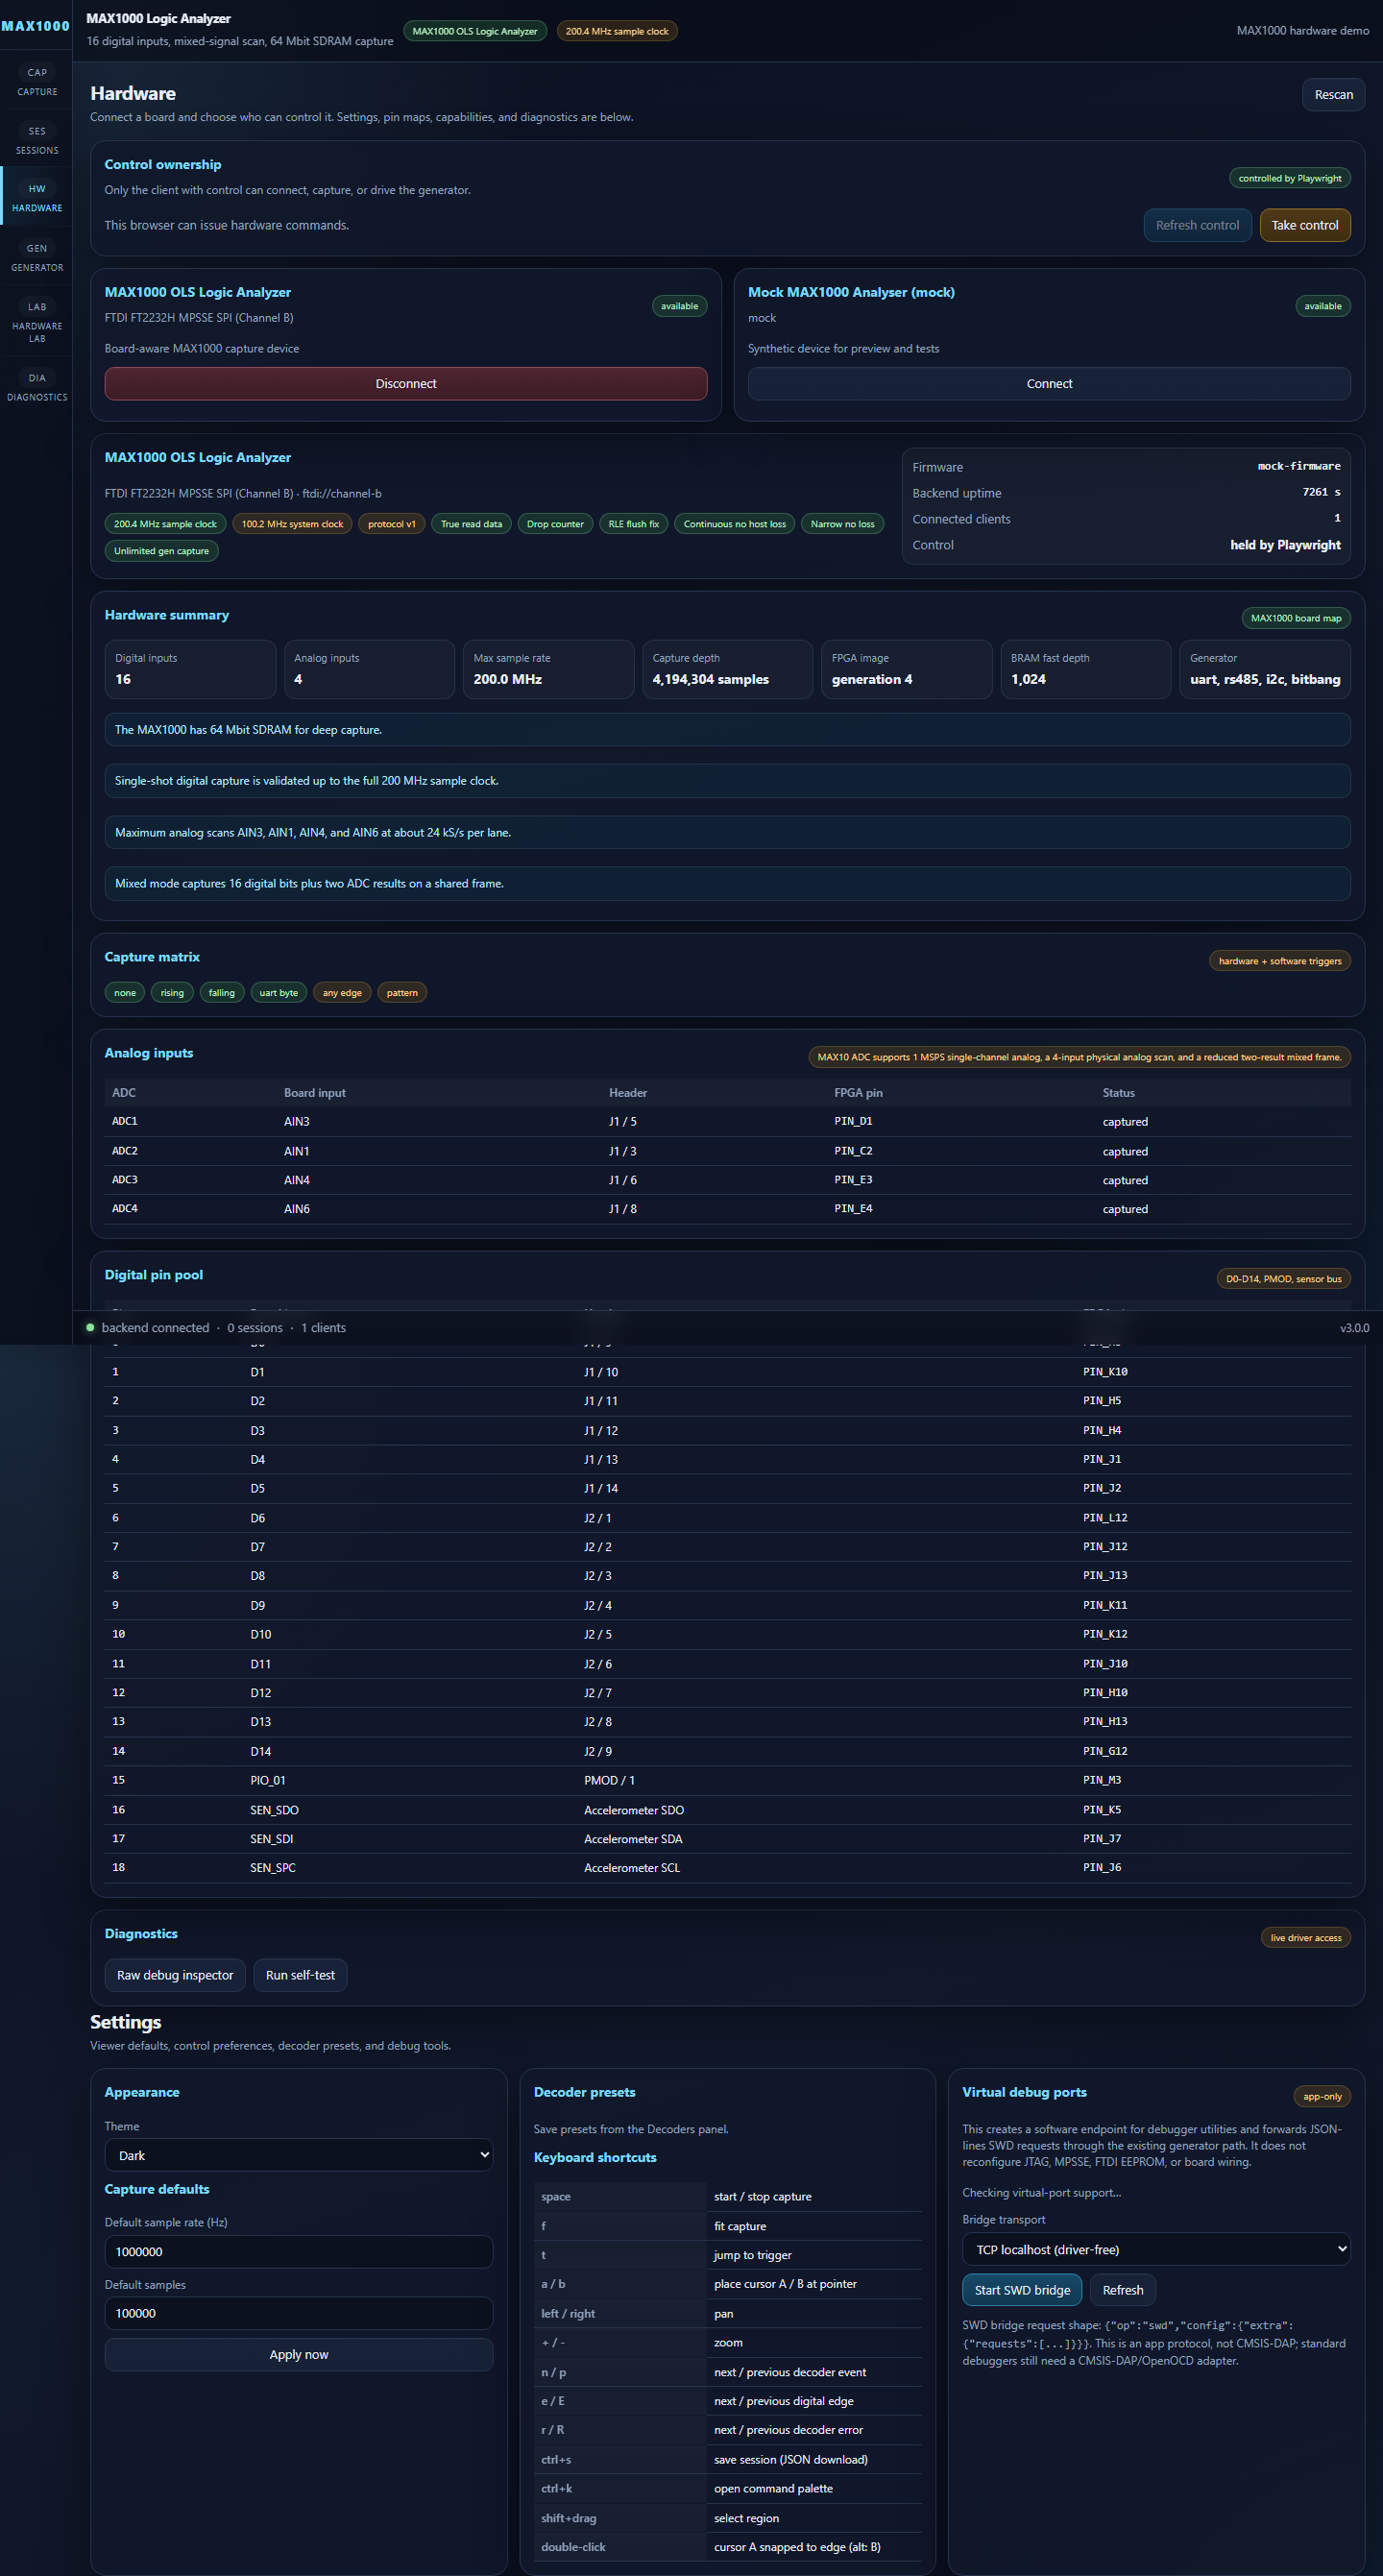 MAX1000
CAP
CAPTURE
SES
SESSIONS
HW
HARDWARE
GEN
GENERATOR
LAB
HARDWARE
LAB
DIA
DIAGNOSTICS
MAX1000 Logic Analyzer
16 digital inputs, mixed-signal scan, 64 Mbit SDRAM capture
MAX1000 OLS Logic Analyzer
200.4 MHz sample clock
MAX1000 hardware demo
Hardware
Rescan
Connect a board and choose who can control it. Settings, pin maps, capabilities, and diagnostics are below.
Control ownership
Only the client with control can connect, capture, or drive the generator.
controlled by Playwright
This browser can issue hardware commands.
Refresh control
Take control
MAX1000 OLS Logic Analyzer
FTDI FT2232H MPSSE SPI (Channel B)
available
Board-aware MAX1000 capture device
Disconnect
Mock MAX1000 Analyser (mock)
mock
available
Synthetic device for preview and tests
Connect
MAX1000 OLS Logic Analyzer
FTDI FT2232H MPSSE SPI (Channel B) · ftdi://channel-b
200.4 MHz sample clock
100.2 MHz system clock
protocol v1
True read data
Drop counter
RLE flush fix
Continuous no host loss
Narrow no loss
Unlimited gen capture
Firmware mock-firmware
Backend uptime 7261 s
Connected clients 1
Control held by Playwright
Hardware summary
MAX1000 board map
Digital inputs
16
Analog inputs
4
Max sample rate
200.0 MHz
Capture depth
4,194,304 samples
FPGA image
generation 4
BRAM fast depth
1,024
Generator
uart, rs485, i2c, bitbang
The MAX1000 has 64 Mbit SDRAM for deep capture.
Single-shot digital capture is validated up to the full 200 MHz sample clock.
Maximum analog scans AIN3, AIN1, AIN4, and AIN6 at about 24 kS/s per lane.
Mixed mode captures 16 digital bits plus two ADC results on a shared frame.
Capture matrix
hardware + software triggers
none
rising
falling
uart byte
any edge
pattern
Analog inputs
MAX10 ADC supports 1 MSPS single-channel analog, a 4-input physical analog scan, and a reduced two-result mixed frame.
ADC Board input Header FPGA pin Status
ADC1 AIN3 J1 / 5 PIN_D1 captured
ADC2 AIN1 J1 / 3 PIN_C2 captured
ADC3 AIN4 J1 / 6 PIN_E3 captured
ADC4 AIN6 J1 / 8 PIN_E4 captured
Digital pin pool
D0-D14, PMOD, sensor bus
backend connected · 0 sessions · 1 clients
v3.0.0
1 D1 J1 / 10 PIN_K10
2 D2 J1 / 11 PIN_H5
3 D3 J1 / 12 PIN_H4
4 D4 J1 / 13 PIN_J1
5 D5 J1 / 14 PIN_J2
6 D6 J2 / 1 PIN_L12
7 D7 J2 / 2 PIN_J12
8 D8 J2 / 3 PIN_J13
9 D9 J2 / 4 PIN_K11
10 D10 J2 / 5 PIN_K12
11 D11 J2 / 6 PIN_J10
12 D12 J2 / 7 PIN_H10
13 D13 J2 / 8 PIN_H13
14 D14 J2 / 9 PIN_G12
15 PIO_01 PMOD / 1 PIN_M3
16 SEN_SDO Accelerometer SDO PIN_K5
17 SEN_SDI Accelerometer SDA PIN_J7
18 SEN_SPC Accelerometer SCL PIN_J6
Diagnostics
live driver access
Raw debug inspector
Run self-test
Settings
Viewer defaults, control preferences, decoder presets, and debug tools.
Appearance
Theme
Dark
Capture defaults
Default sample rate (Hz)
1000000
Default samples
100000
Apply now
Decoder presets
Save presets from the Decoders panel.
Keyboard shortcuts
space start / stop capture
f fit capture
t jump to trigger
a / b place cursor A / B at pointer
left / right pan
+ / - zoom
n / p next / previous decoder event
e / E next / previous digital edge
r / R next / previous decoder error
ctrl+s save session (JSON download)
ctrl+k open command palette
shift+drag select region
double-click cursor A snapped to edge (alt: B)
Virtual debug ports
app-only
This creates a software endpoint for debugger utilities and forwards JSON-
lines SWD requests through the existing generator path. It does not
reconfigure JTAG, MPSSE, FTDI EEPROM, or board wiring.
Checking virtual-port support...
Bridge transport
TCP localhost (driver-free)
Start SWD bridge
Refresh
SWD bridge request shape: {"op":"swd","config":{"extra":
{"requests":[...]}}}. This is an app protocol, not CMSIS-DAP; standard
debuggers still need a CMSIS-DAP/OpenOCD adapter.